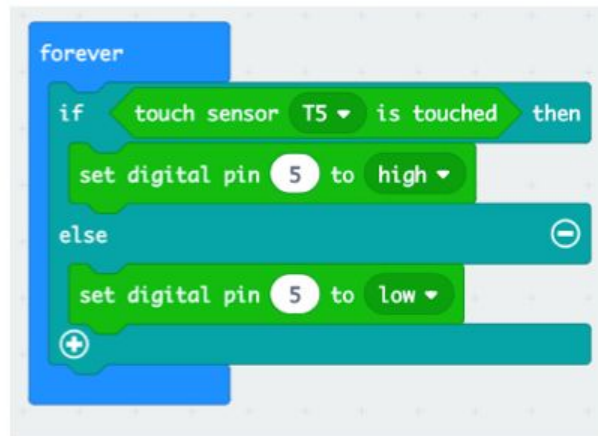 forever
if touch sensor T5 is touched then
set digital pin 5 to high
else
set digital pin 5 to low